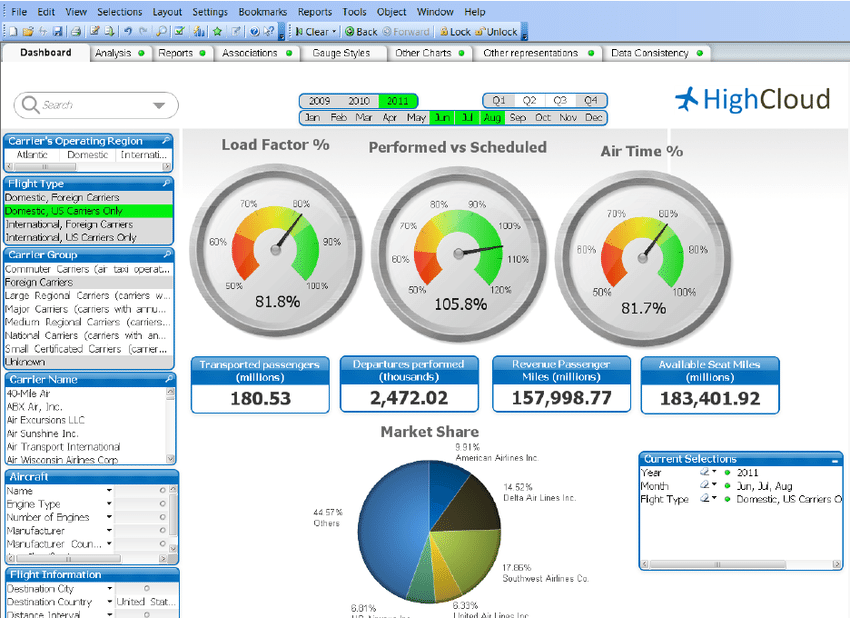 File Edit View Selections Layout Settings Bookmarks Reports Tools Object Window Help
Clear Back Forward Lock Unlock
Dashboard Analysis Reports Associations Gauge Styles Other Charts Other representations Data Consistency
Search
2009 2010 2011 Q1 Q2 Q3 Q4
Jan Feb Mar Apr May Jun Jul Aug Sep Oct Nov Dec
HighCloud
Carrier's Operating Region
Atlantic Domestic Internati...
Flight Type
Domestic, Foreign Carriers
Domestic, US Carriers Only
International, Foreign Carriers
International, US Carriers Only
Carrier Group
Commuter Carriers (air taxi operat...
Foreign Carriers
Large Regional Carriers (carriers w...
Major Carriers (carriers with annu...
Medium Regional Carriers (carriers...
National Carriers (carriers with an...
Small Certificated Carriers (carrier...
Unknown
Carrier Name
40-Mile Air
ABX Air, Inc.
Air Excursions LLC
Air Sunshine Inc.
Air Transport International
Air Wisconsin Airlines Corp
Aircraft
Name
Engine Type
Number of Engines
Manufacturer
Manufacturer Coun...
Flight Information
Destination City
Destination Country United Stat...
Distance Interval
Load Factor %
50% 60% 70% 80% 90% 100%
81.8%
Performed vs Scheduled
50% 60% 70% 80% 90% 100% 110% 120%
105.8%
Air Time %
50% 60% 70% 80% 90% 100%
81.7%
Transported passengers
(millions)
180.53
Departures performed
(thousands)
2,472.02
Revenue Passenger
Miles (millions)
157,998.77
Available Seat Miles
(millions)
183,401.92
Market Share
9.91%
American Airlines Inc.
14.52%
Delta Air Lines Inc.
17.86%
Southwest Airlines Co.
6.33%
United Air Lines Inc.
6.81%
44.57%
Others
Current Selections
Year 2011
Month Jun, Jul, Aug
Flight Type Domestic, US Carriers O